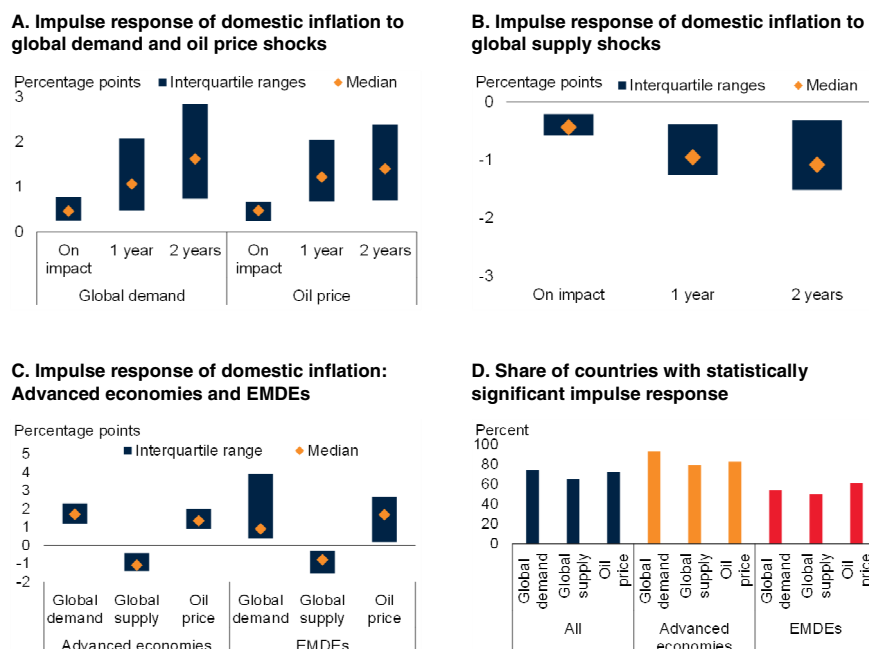 A. Impulse response of domestic inflation to
global demand and oil price shocks
Percentage points Interquartile ranges Median
3
2
1
0
On impact 1 year 2 years On impact 1 year 2 years
Global demand Oil price
B. Impulse response of domestic inflation to
global supply shocks
Percentage points Interquartile ranges Median
0
-1
-2
-3
On impact 1 year 2 years
C. Impulse response of domestic inflation:
Advanced economies and EMDEs
Percentage points
Interquartile range Median
5
4
3
2
1
0
-1
-2
Global demand Global supply Oil price Global demand Global supply Oil price
Advanced economies EMDEs
D. Share of countries with statistically
significant impulse response
Percent
100
80
60
40
20
0
Global demand Global supply Oil price Global demand Global supply Oil price Global demand Global supply Oil price
All Advanced economies EMDEs